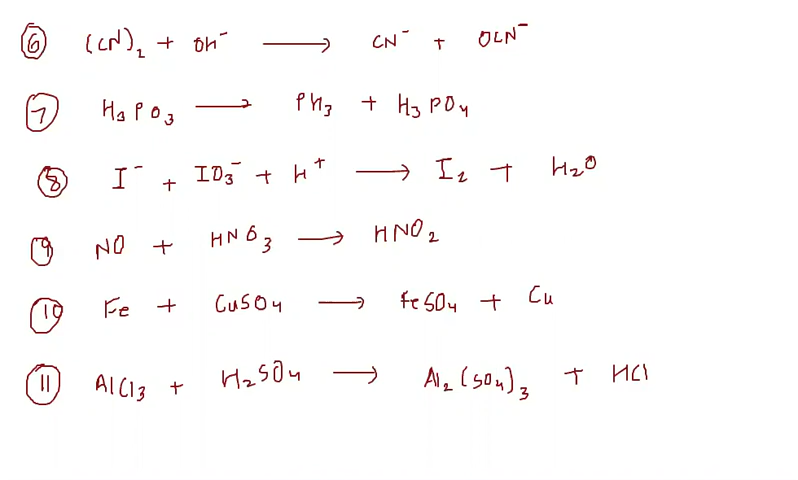 ⑥ (CN)₂ + OH⁻ ⟶ CN⁻ + OCN⁻
⑦ H₃PO₃ ⟶ PH₃ + H₃PO₄
⑧ I⁻ + IO₃⁻ + H⁺ ⟶ I₂ + H₂O
⑨ NO + HNO₃ ⟶ HNO₂
⑩ Fe + CuSO₄ ⟶ FeSO₄ + Cu
⑪ AlCl₃ + H₂SO₄ ⟶ Al₂(SO₄)₃ + HCl